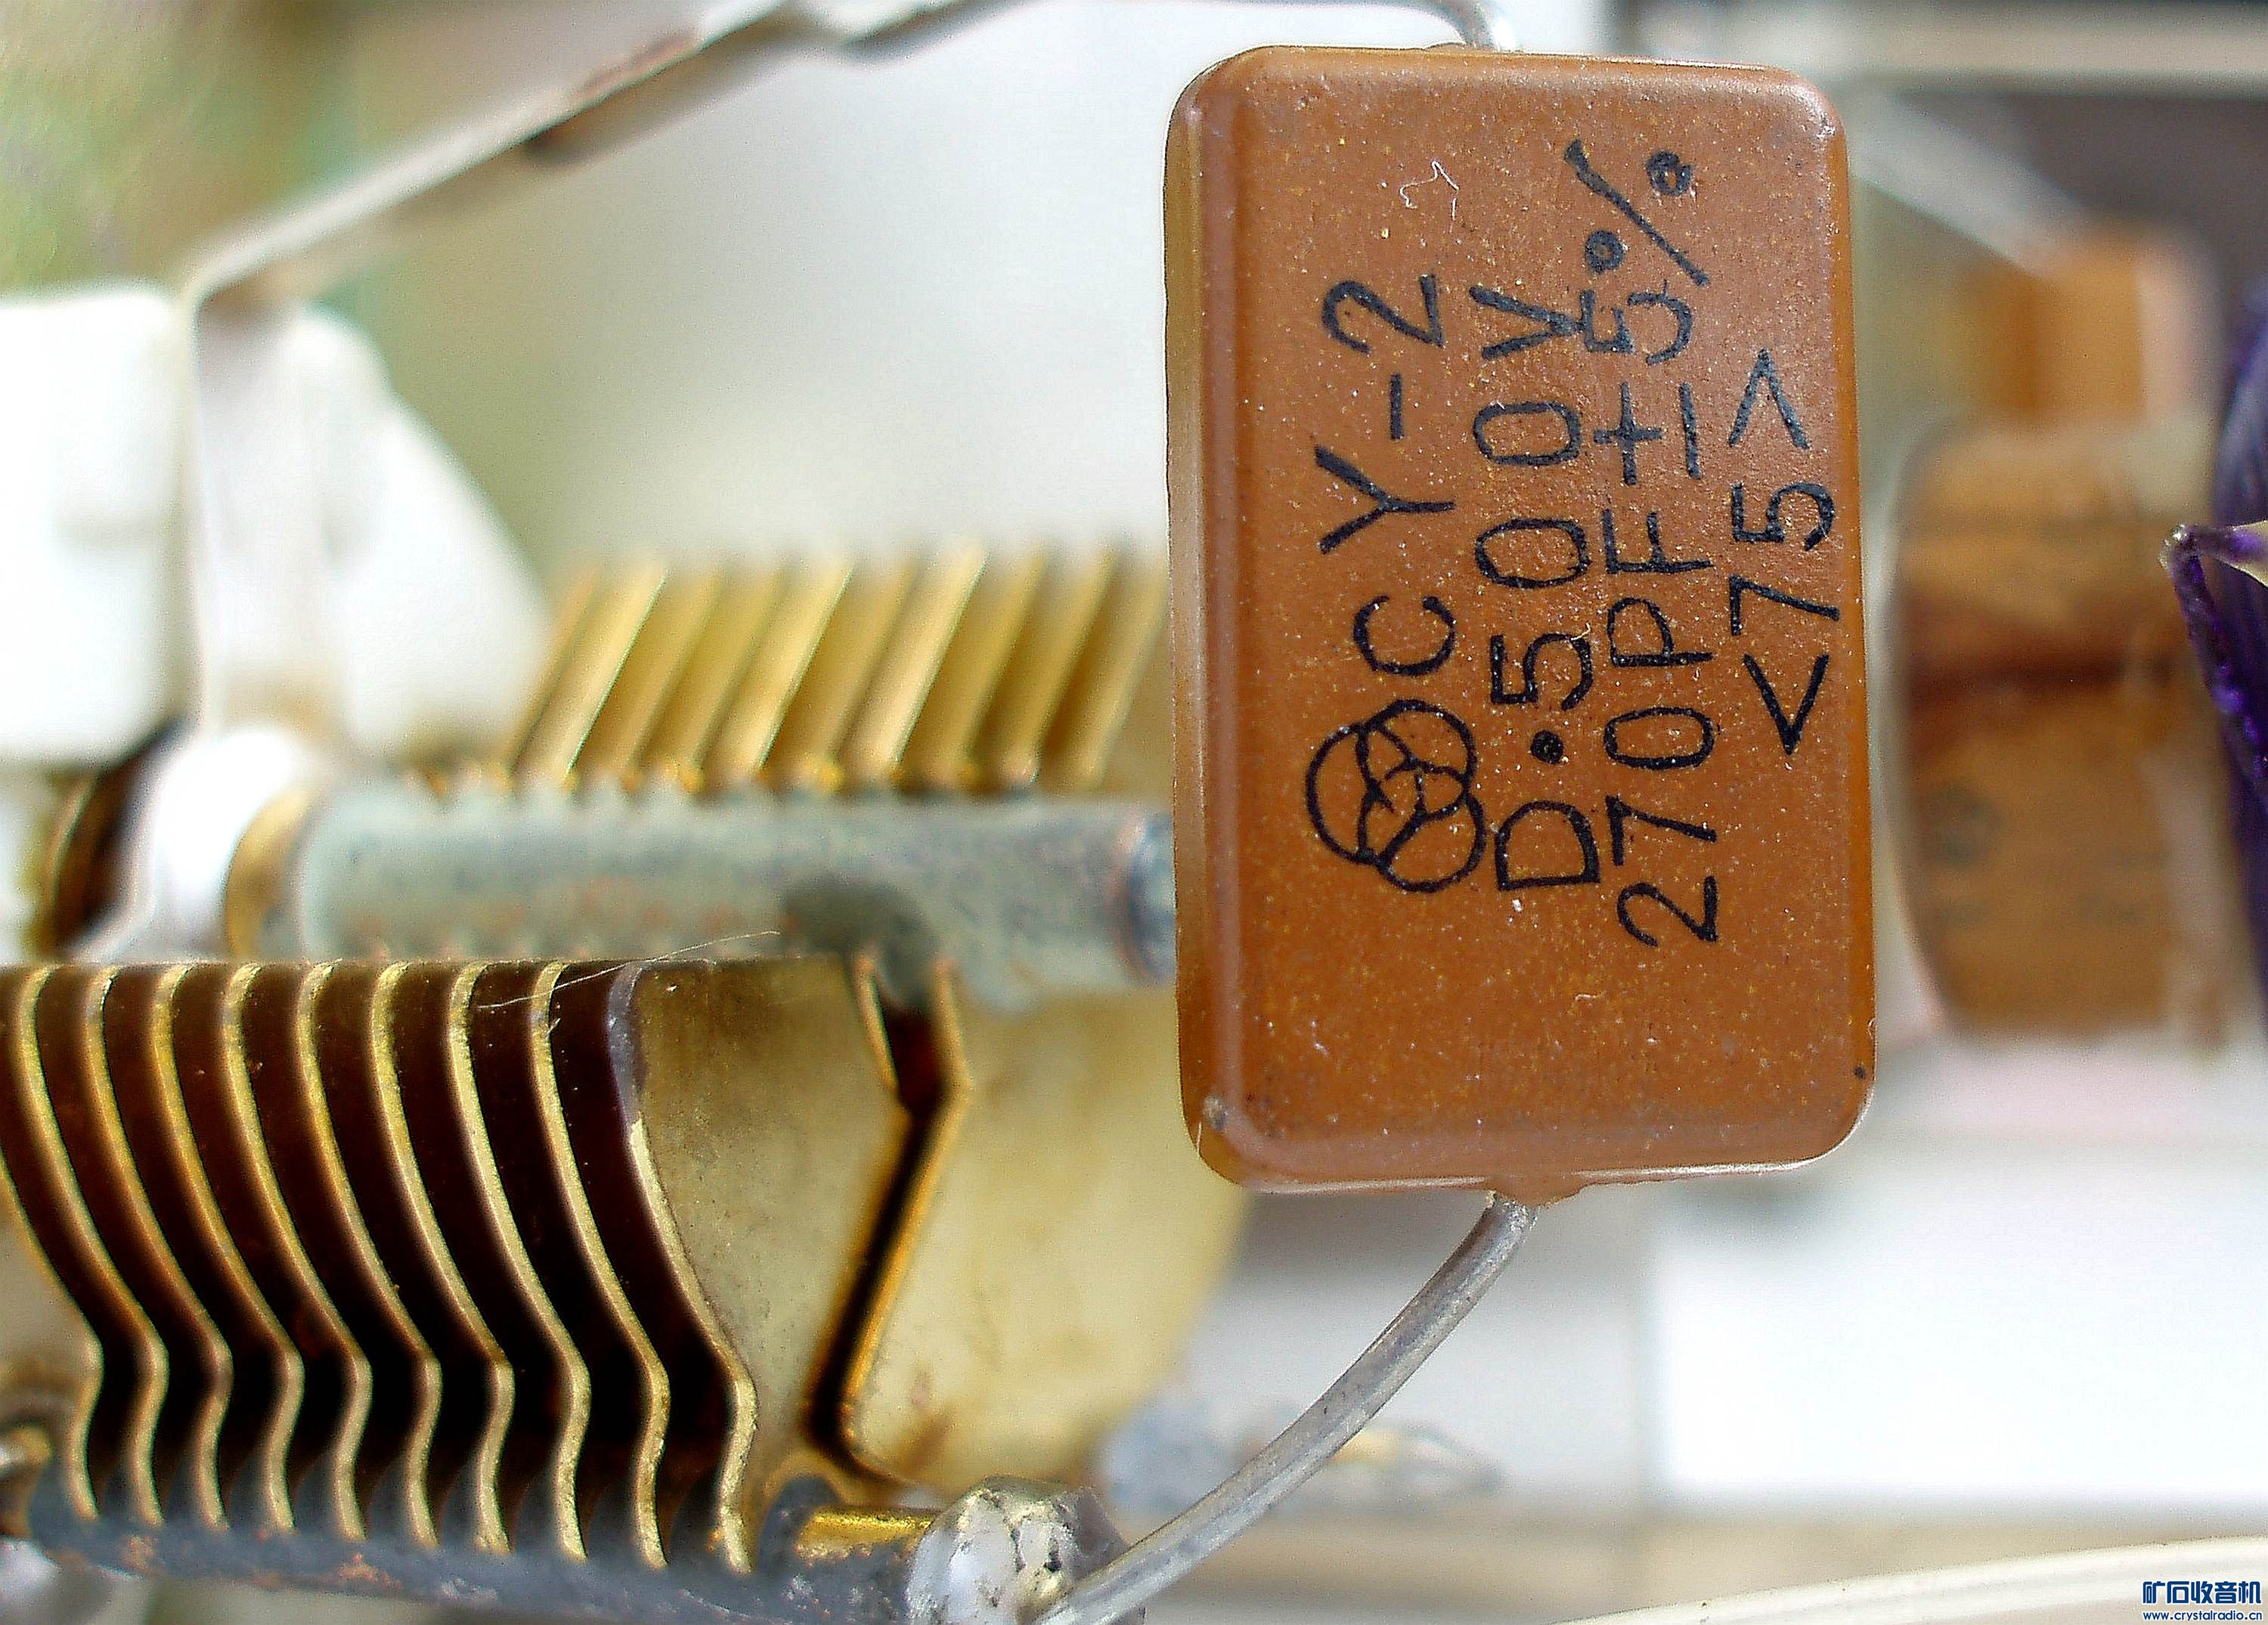 CY-2
D·500V
270PF±5%
<75>
矿石收音机
www.crystalradio.cn